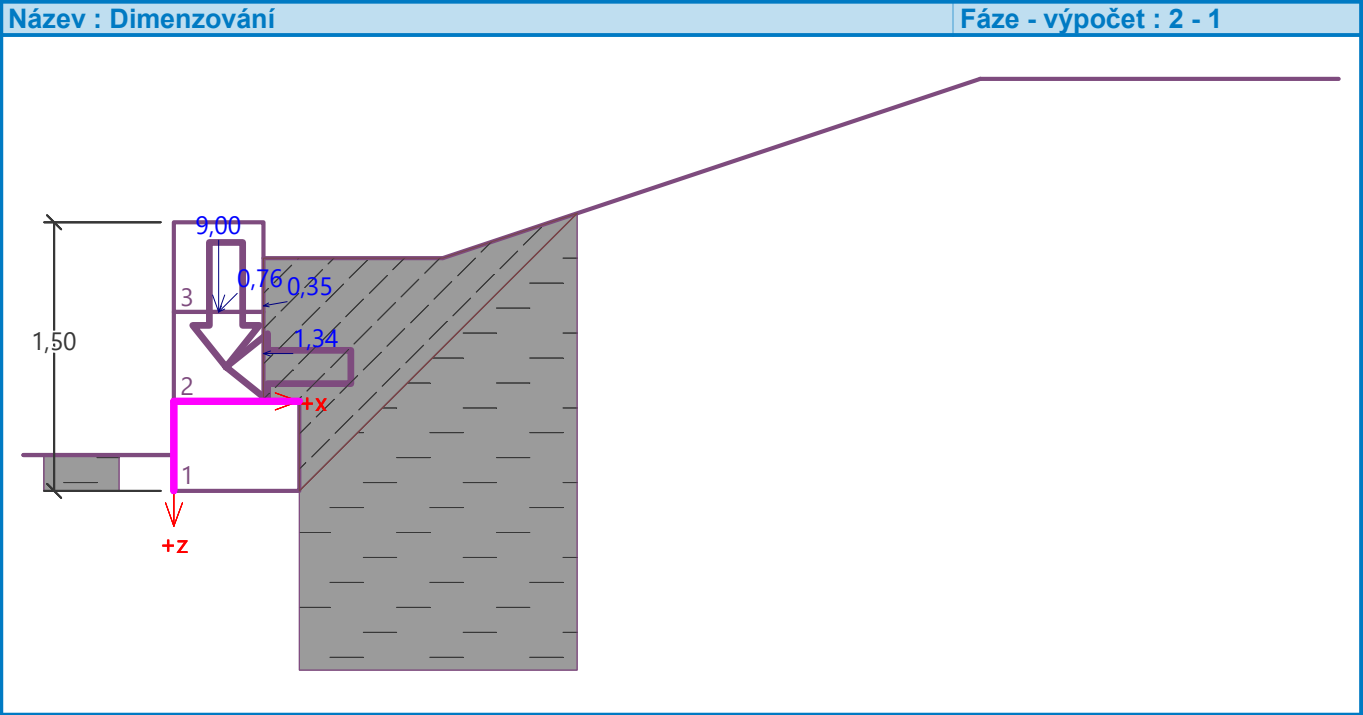 Název : Dimenzování
Fáze - výpočet : 2 - 1
9,00
0,76
0,35
3
1,34
1,50
2
+x
1
+z